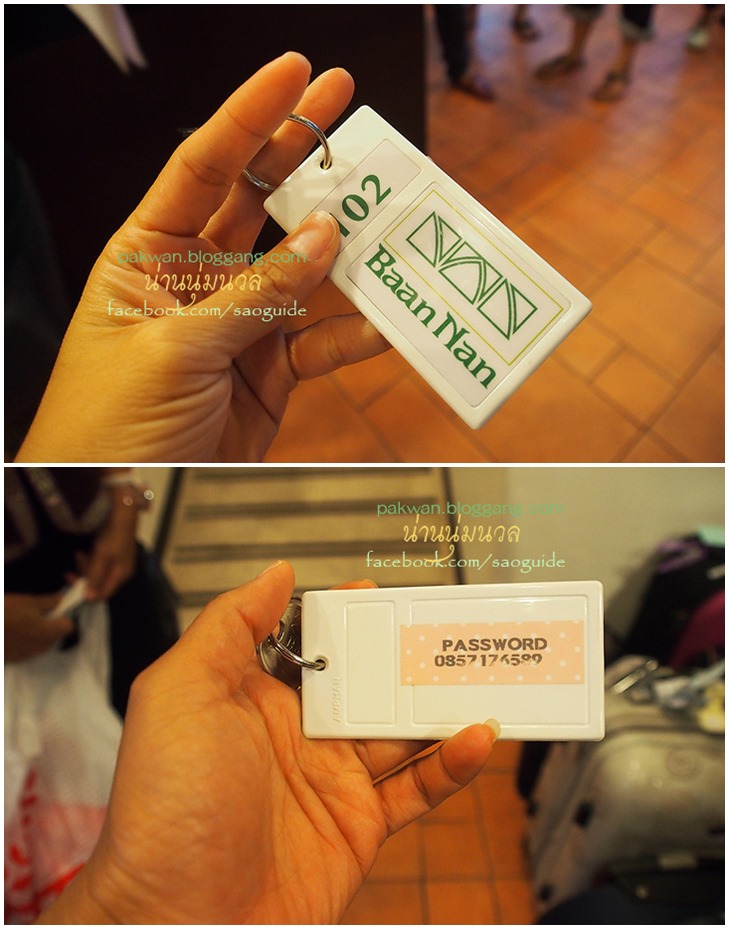 102
NAN
Baan Nan
pakwan.bloggang.com
น่านนุ่มนวล
facebook.com/saoguide
pakwan.bloggang.com
น่านนุ่มนวล
facebook.com/saoguide
PASSWORD
0857176589